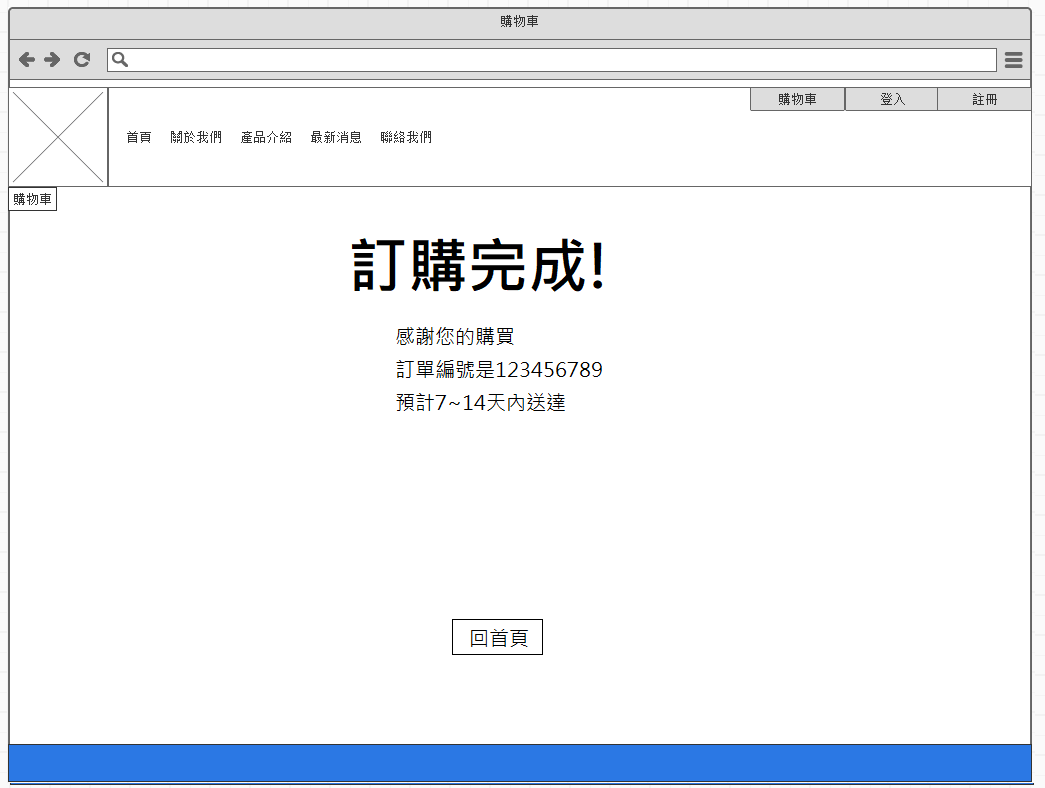 購物車
購物車 登入 註冊
首頁 關於我們 產品介紹 最新消息 聯絡我們
購物車
訂購完成!
感謝您的購買
訂單編號是123456789
預計7~14天內送達
回首頁